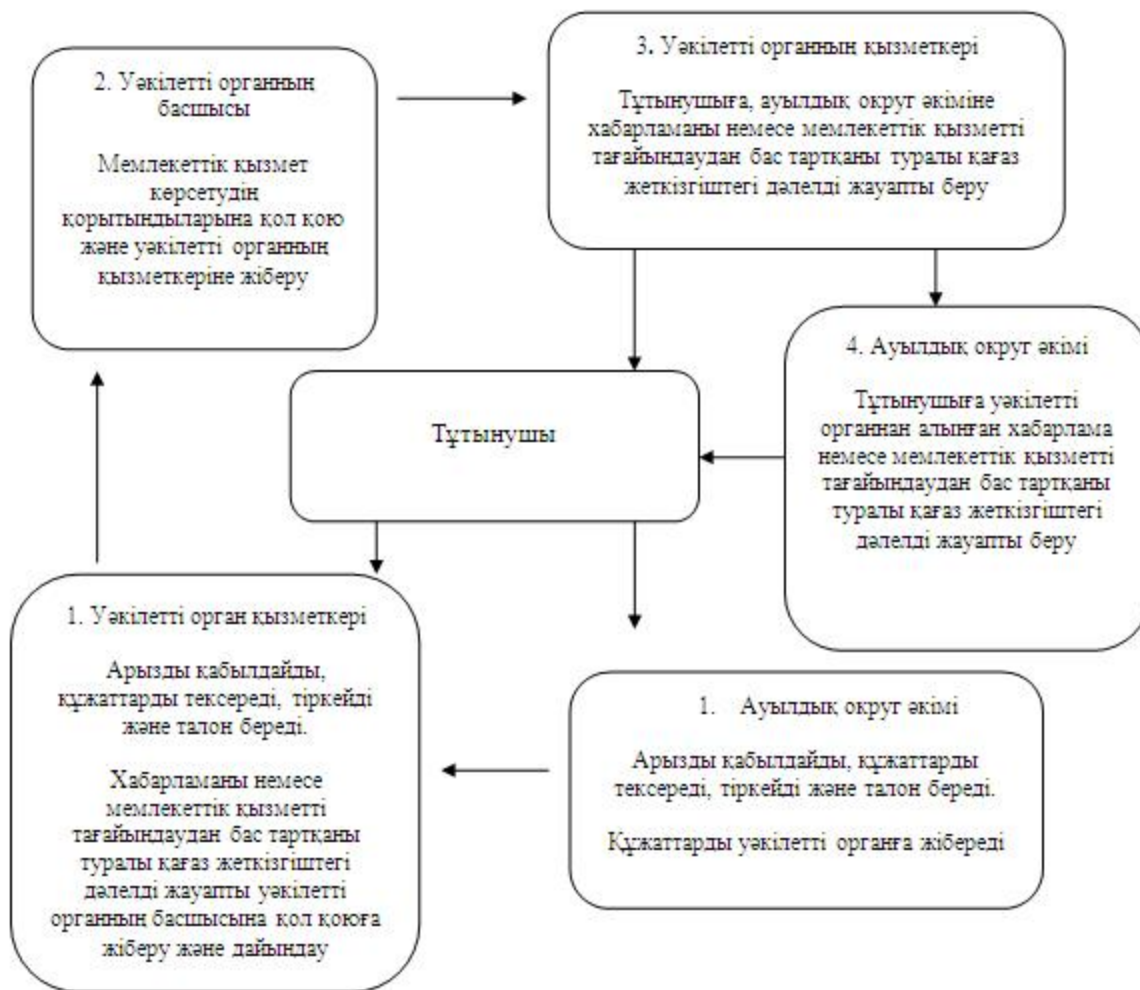 2. Уәкілетті органның
басшысы
Мемлекеттік қызмет
көрсетудің
қорытындыларына қол қою
және уәкілетті органның
қызметкеріне жіберу
3. Уәкілетті органның қызметкері
Тұтынушыға, ауылдық округ әкіміне
хабарламаны немесе мемлекеттік қызметті
тағайындаудан бас тартқаны туралы қағаз
жеткізгіштегі дәлелді жауапты беру
4. Ауылдық округ әкімі
Тұтынушыға уәкілетті
органнан алынған хабарлама
немесе мемлекеттік қызметті
тағайындаудан бас тартқаны
туралы қағаз жеткізгіштегі
дәлелді жауапты беру
Тұтынушы
1. Уәкілетті орган қызметкері
Арызды қабылдайды,
құжаттарды тексереді, тіркейді
және талон береді.
Хабарламаны немесе
мемлекеттік қызметті
тағайындаудан бас тартқаны
туралы қағаз жеткізгіштегі
дәлелді жауапты уәкілетті
органның басшысына қол қоюға
жіберу және дайындау
1. Ауылдық округ әкімі
Арызды қабылдайды, құжаттарды
тексереді, тіркейді және талон береді.
Құжаттарды уәкілетті органға жібереді